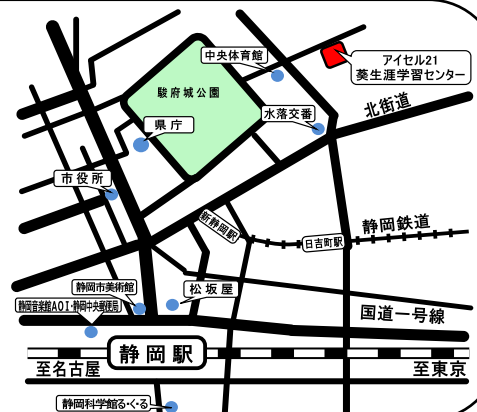 中央体育館
アイセル21
葵生涯学習センター
駿府城公園
北街道
水落交番
県庁
市役所
新静岡駅
日吉町駅
静岡鉄道
静岡市美術館
松坂屋
静岡音楽館AOI・静岡中央郵便局
国道一号線
静岡駅
至名古屋
至東京
静岡科学館る・く・る